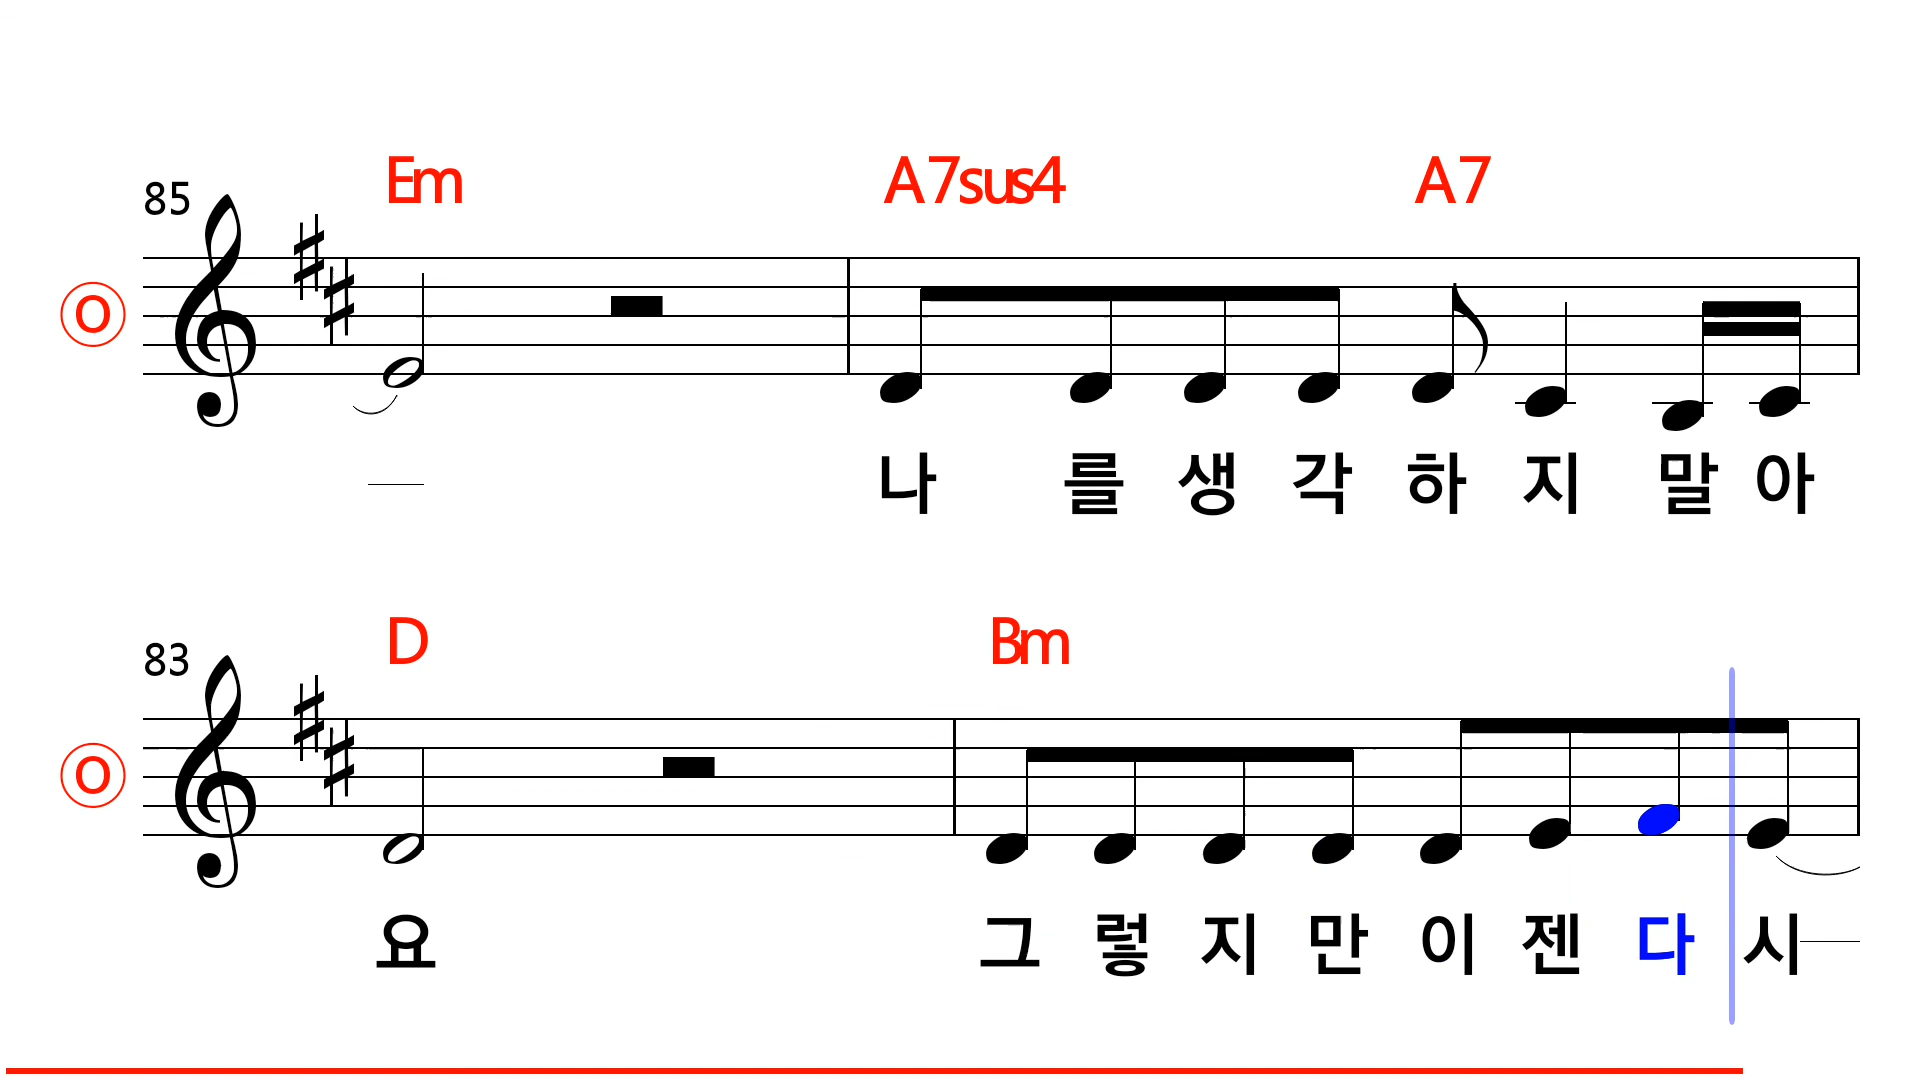 Em A7sus4 A7
85
O
나 를 생 각 하 지 말 아
D Bm
83
O
요 그 렇 지 만 이 젠 다 시